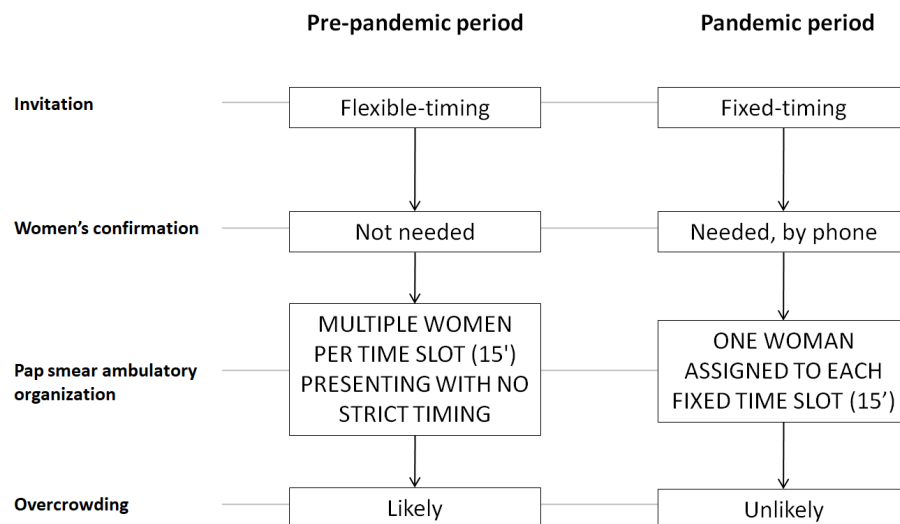 Pre-pandemic period
Pandemic period
Invitation
Flexible-timing
Fixed-timing
Women’s confirmation
Not needed
Needed, by phone
Pap smear ambulatory
organization
MULTIPLE WOMEN
PER TIME SLOT (15')
PRESENTING WITH NO
STRICT TIMING
ONE WOMAN
ASSIGNED TO EACH
FIXED TIME SLOT (15’)
Overcrowding
Likely
Unlikely